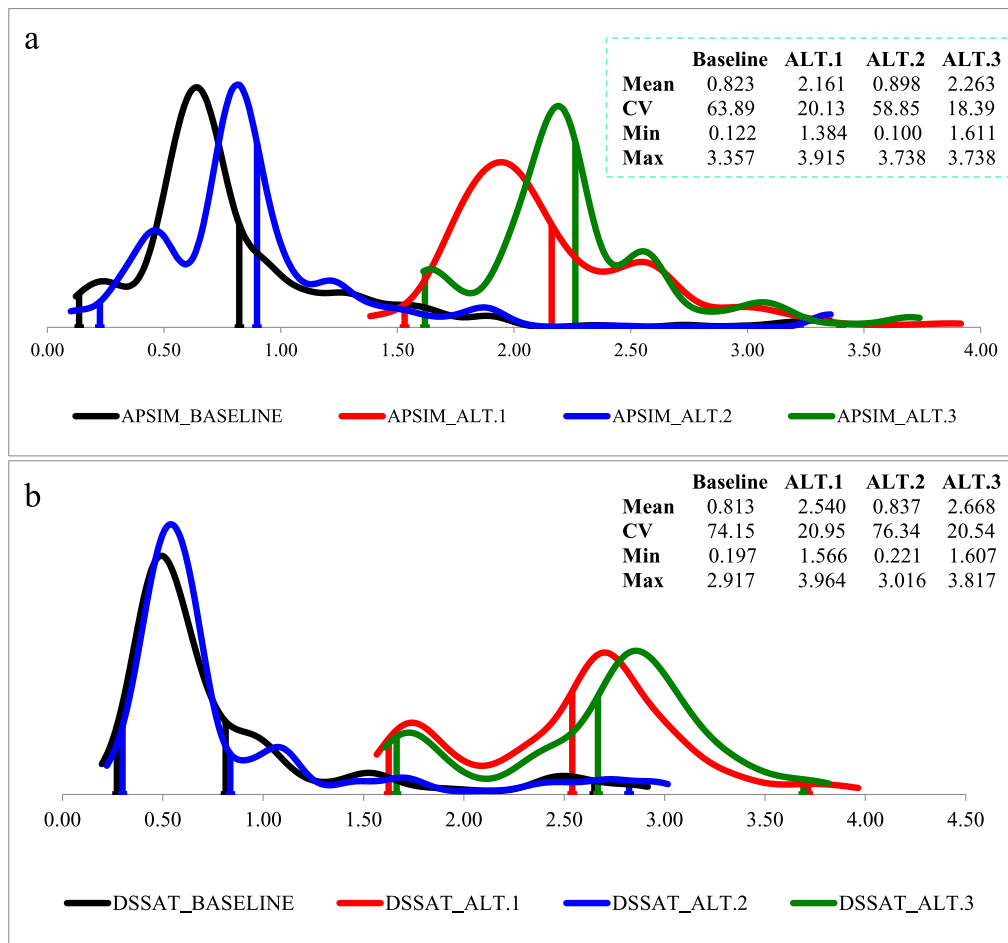 a
Baseline ALT.1 ALT.2 ALT.3
Mean 0.823 2.161 0.898 2.263
CV 63.89 20.13 58.85 18.39
Min 0.122 1.384 0.100 1.611
Max 3.357 3.915 3.738 3.738
0.00 0.50 1.00 1.50 2.00 2.50 3.00 3.50 4.00
APSIM_BASELINE APSIM_ALT.1 APSIM_ALT.2 APSIM_ALT.3
b
Baseline ALT.1 ALT.2 ALT.3
Mean 0.813 2.540 0.837 2.668
CV 74.15 20.95 76.34 20.54
Min 0.197 1.566 0.221 1.607
Max 2.917 3.964 3.016 3.817
0.00 0.50 1.00 1.50 2.00 2.50 3.00 3.50 4.00 4.50
DSSAT_BASELINE DSSAT_ALT.1 DSSAT_ALT.2 DSSAT_ALT.3